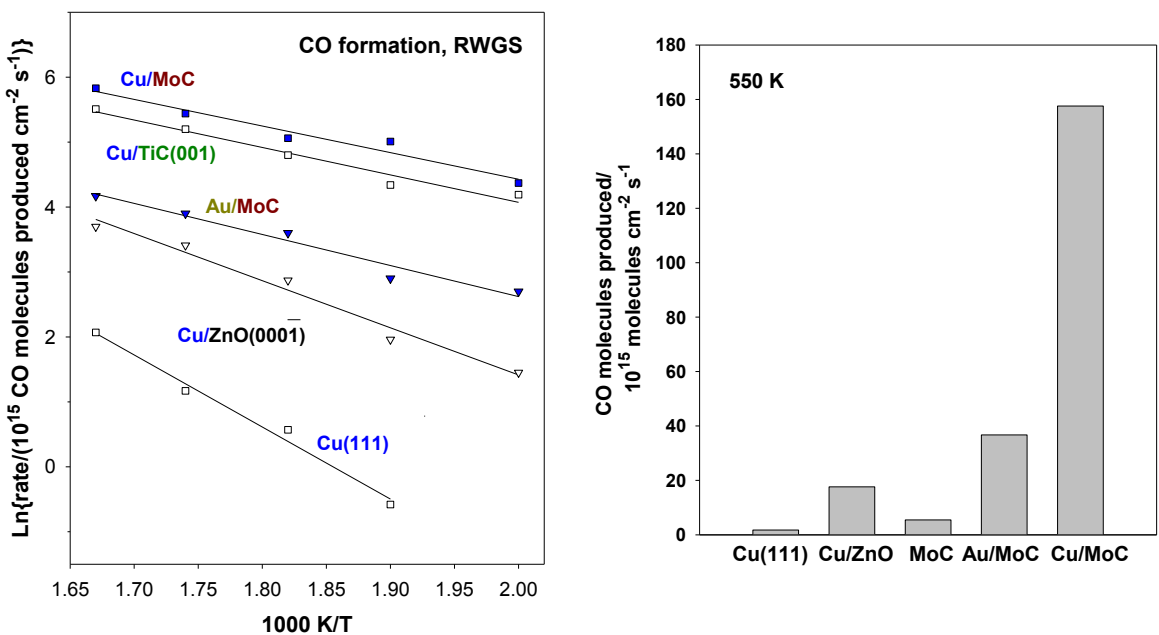 CO formation, RWGS
Cu/MoC
Cu/TiC(001)
Au/MoC
Cu/ZnO(0001̅)
Cu(111)
Ln{rate/(10¹⁵ CO molecules produced cm⁻² s⁻¹)}
6
4
2
0
1.65 1.70 1.75 1.80 1.85 1.90 1.95 2.00
1000 K/T
550 K
CO molecules produced/
10¹⁵ molecules cm⁻² s⁻¹
180
160
140
120
100
80
60
40
20
0
Cu(111) Cu/ZnO MoC Au/MoC Cu/MoC